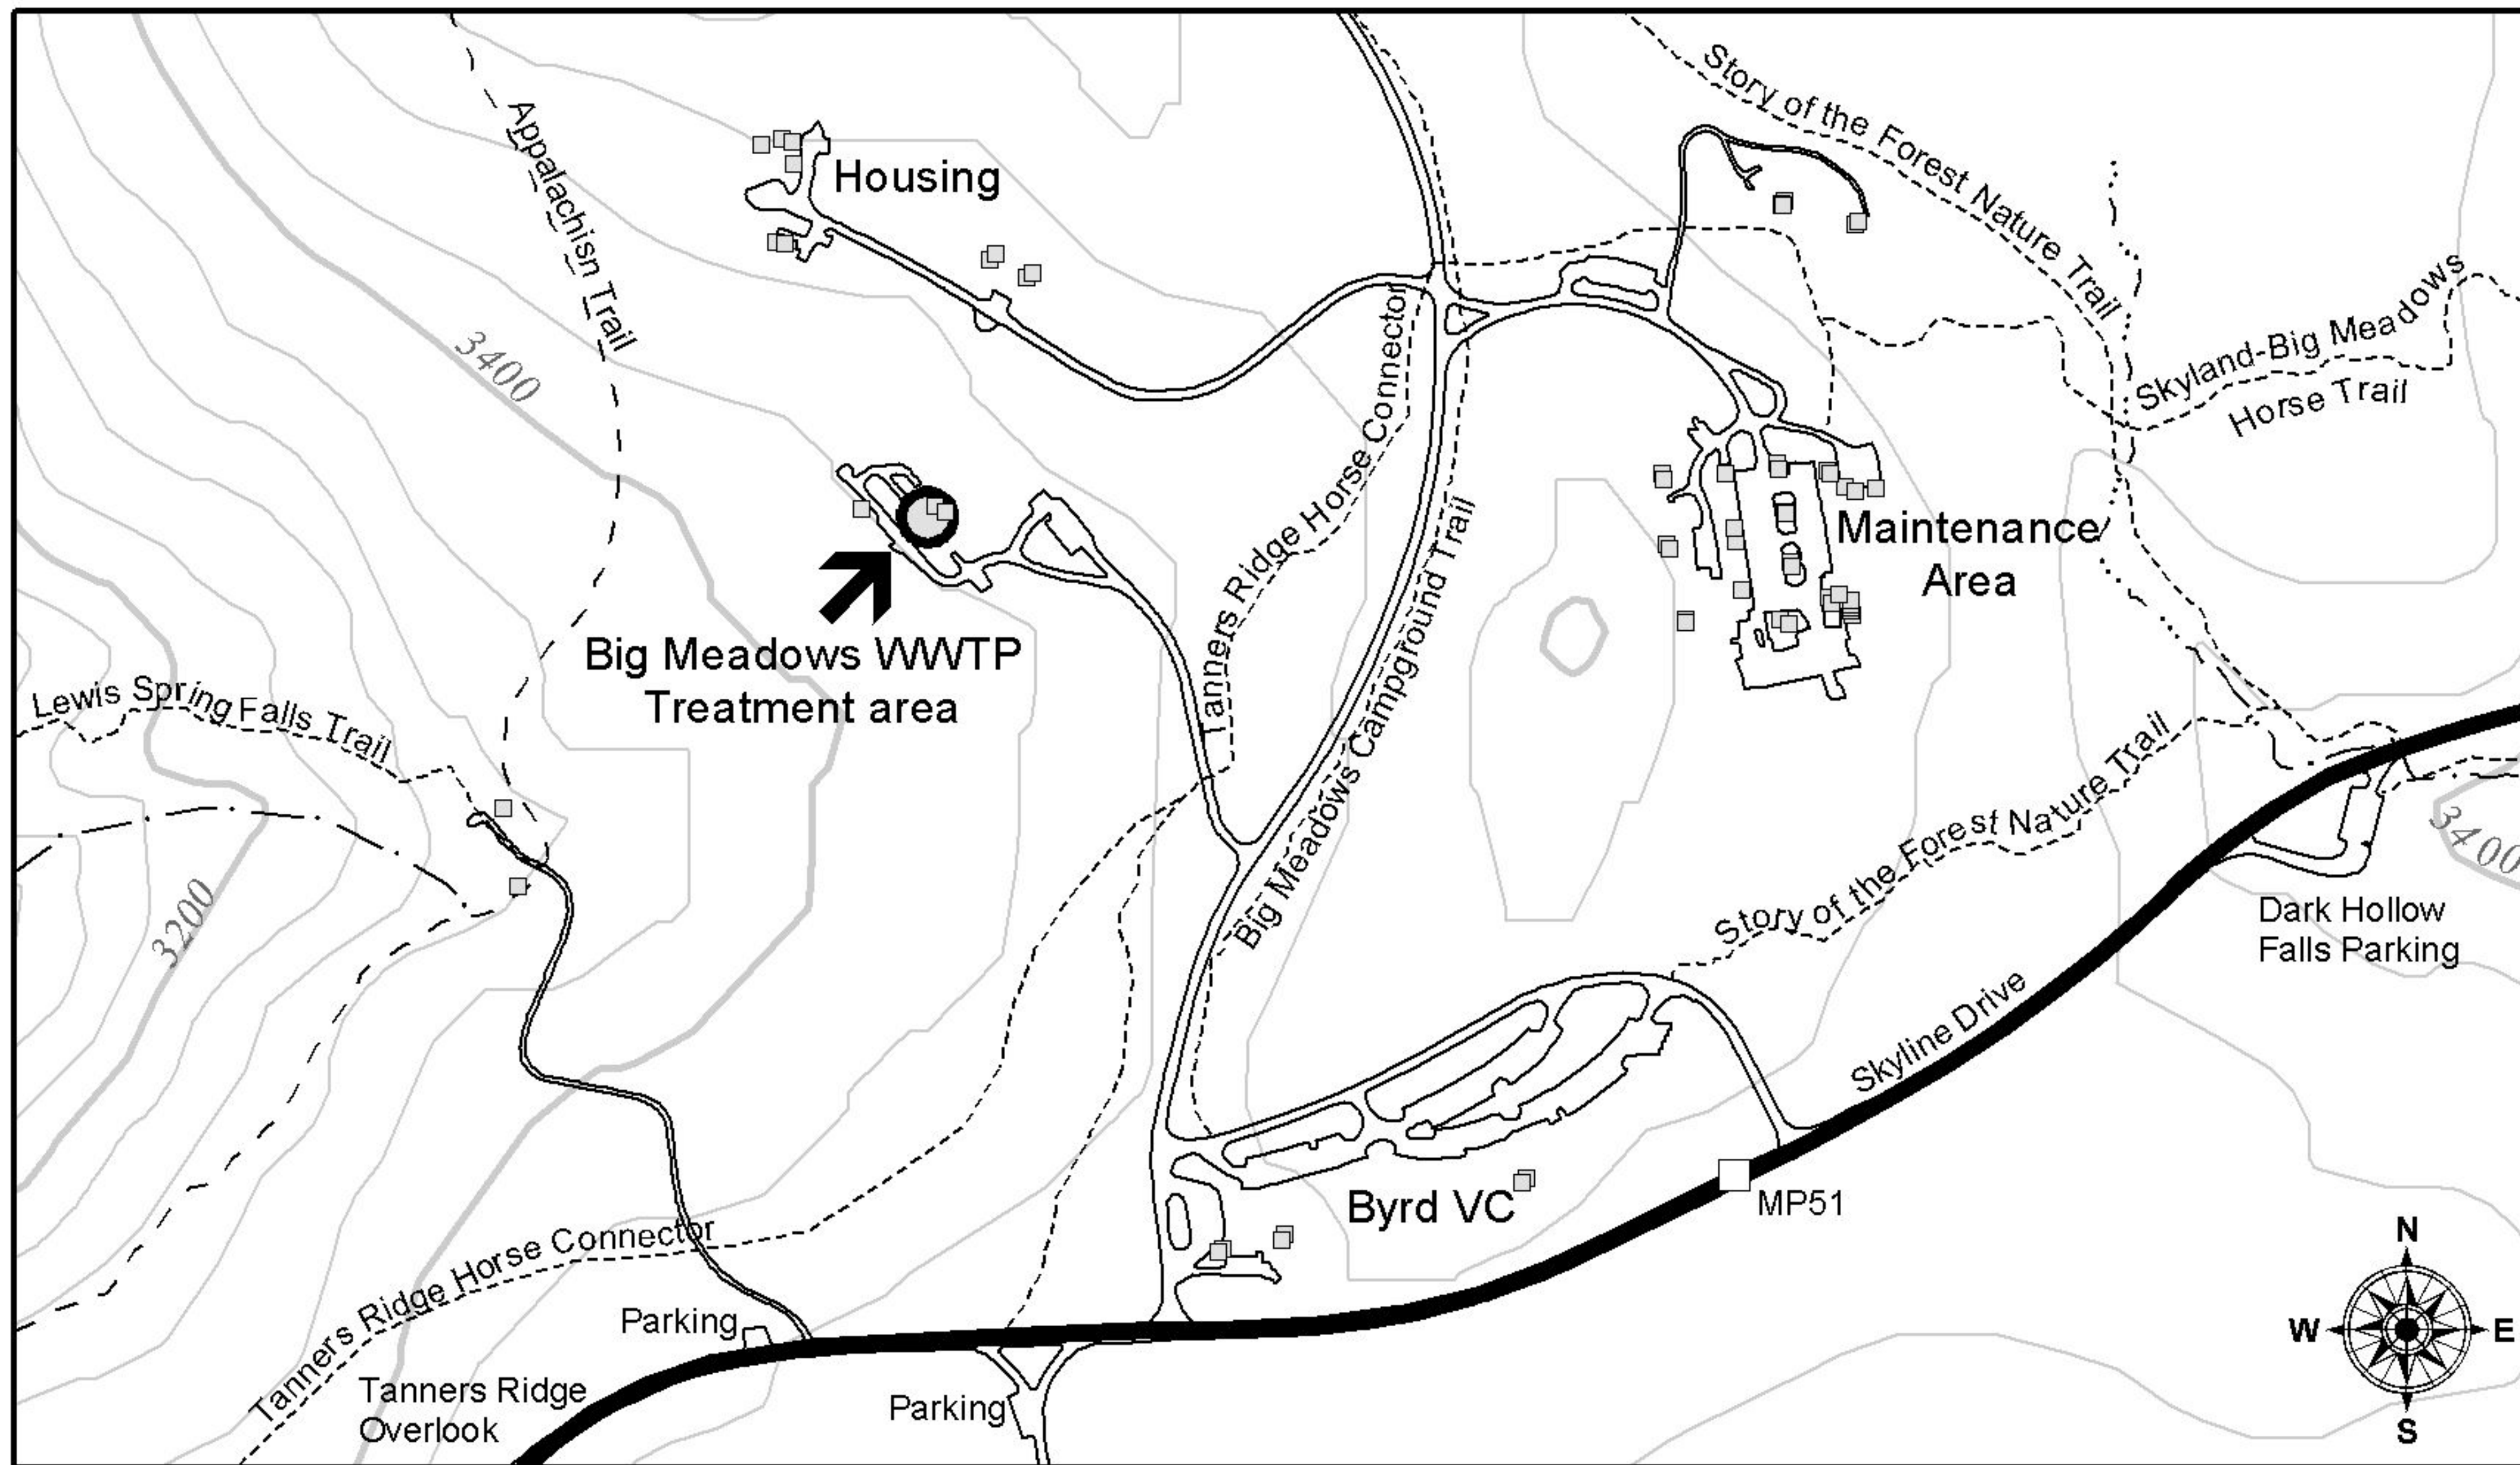 Story of the Forest Nature Trail
Appalachisn Trail
Housing
Skyland-Big Meadows
Horse Trail
3400
Tanners Ridge Horse Connector
Big Meadows Campground Trail
Maintenance
Area
Big Meadows WWTP
Treatment area
Lewis Spring Falls Trail
Story of the Forest Nature Trail
3400
3200
Dark Hollow
Falls Parking
Skyline Drive
Byrd VC
MP51
Tanners Ridge Horse Connector
Parking
Tanners Ridge
Overlook
Parking
N
W
E
S